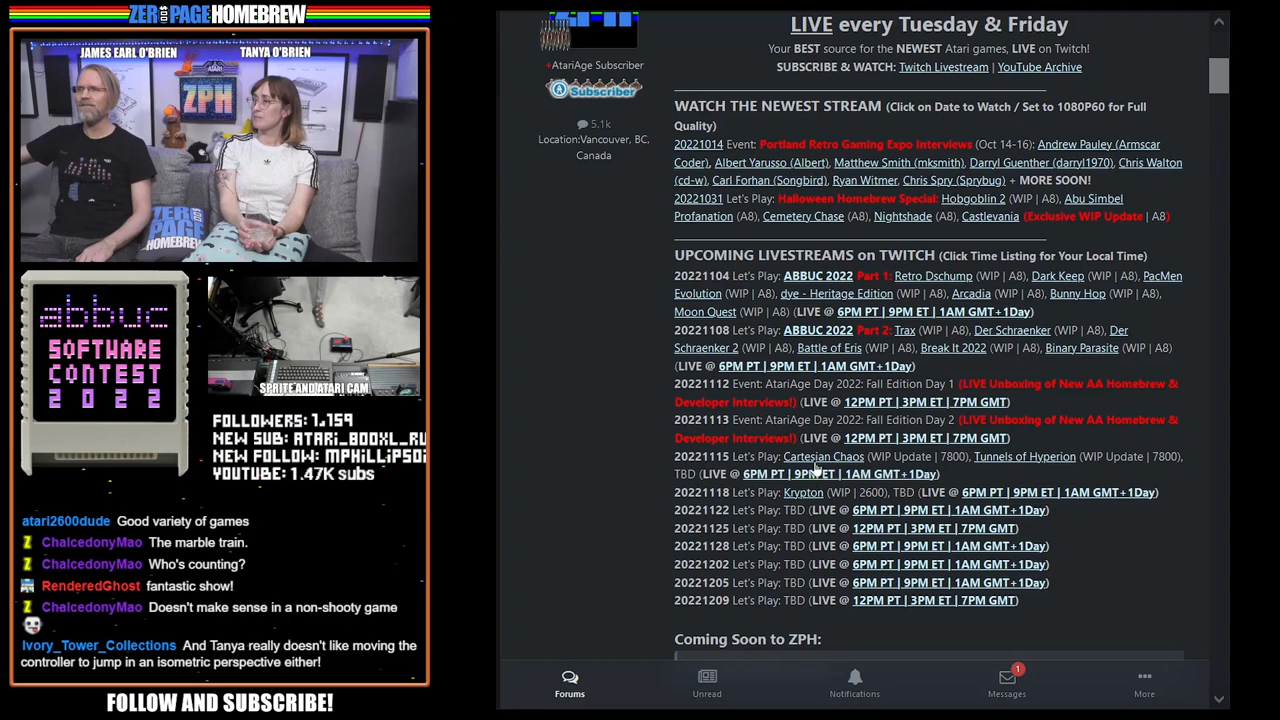 ZERO PAGE HOMEBREW
JAMES EARL O'BRIEN
TANYA O'BRIEN
ATARI
ZPH
ZERO
PAGE
HOMEBREW
abbuc
SOFTWARE
CONTEST
2022
SPRITE AND ATARI CAM
FOLLOWERS: 1,159
NEW SUB: ATARI_800XL_RU
NEW FOLLOW: MPHILLIPSO
YOUTUBE: 1.47K subs
atari2600dude Good variety of games
ChalcedonyMao The marble train.
ChalcedonyMao Who's counting?
RenderedGhost fantastic show!
ChalcedonyMao Doesn't make sense in a non-shooty game
Ivory_Tower_Collections And Tanya really doesn't like moving the
controller to jump in an isometric perspective either!
FOLLOW AND SUBSCRIBE!
+AtariAge Subscriber
Subscriber
5.1k
Location:Vancouver, BC,
Canada
LIVE every Tuesday & Friday
Your BEST source for the NEWEST Atari games, LIVE on Twitch!
SUBSCRIBE & WATCH: Twitch Livestream | YouTube Archive
WATCH THE NEWEST STREAM (Click on Date to Watch / Set to 1080P60 for Full
Quality)
20221014 Event: Portland Retro Gaming Expo Interviews (Oct 14-16): Andrew Pauley (Armscar
Coder), Albert Yarusso (Albert), Matthew Smith (mksmith), Darryl Guenther (darryl1970), Chris Walton
(cd-w), Carl Forhan (Songbird), Ryan Witmer, Chris Spry (Sprybug) + MORE SOON!
20221031 Let's Play: Halloween Homebrew Special: Hobgoblin 2 (WIP | A8), Abu Simbel
Profanation (A8), Cemetery Chase (A8), Nightshade (A8), Castlevania (Exclusive WIP Update | A8)
UPCOMING LIVESTREAMS on TWITCH (Click Time Listing for Your Local Time)
20221104 Let's Play: ABBUC 2022 Part 1: Retro Dschump (WIP | A8), Dark Keep (WIP | A8), PacMen
Evolution (WIP | A8), dye - Heritage Edition (WIP | A8), Arcadia (WIP | A8), Bunny Hop (WIP | A8),
Moon Quest (WIP | A8) (LIVE @ 6PM PT | 9PM ET | 1AM GMT+1Day)
20221108 Let's Play: ABBUC 2022 Part 2: Trax (WIP | A8), Der Schraenker (WIP | A8), Der
Schraenker 2 (WIP | A8), Battle of Eris (WIP | A8), Break It 2022 (WIP | A8), Binary Parasite (WIP | A8)
(LIVE @ 6PM PT | 9PM ET | 1AM GMT+1Day)
20221112 Event: AtariAge Day 2022: Fall Edition Day 1 (LIVE Unboxing of New AA Homebrew &
Developer Interviews!) (LIVE @ 12PM PT | 3PM ET | 7PM GMT)
20221113 Event: AtariAge Day 2022: Fall Edition Day 2 (LIVE Unboxing of New AA Homebrew &
Developer Interviews!) (LIVE @ 12PM PT | 3PM ET | 7PM GMT)
20221115 Let's Play: Cartesian Chaos (WIP Update | 7800), Tunnels of Hyperion (WIP Update | 7800),
TBD (LIVE @ 6PM PT | 9PM ET | 1AM GMT+1Day)
20221118 Let's Play: Krypton (WIP | 2600), TBD (LIVE @ 6PM PT | 9PM ET | 1AM GMT+1Day)
20221122 Let's Play: TBD (LIVE @ 6PM PT | 9PM ET | 1AM GMT+1Day)
20221125 Let's Play: TBD (LIVE @ 12PM PT | 3PM ET | 7PM GMT)
20221128 Let's Play: TBD (LIVE @ 6PM PT | 9PM ET | 1AM GMT+1Day)
20221202 Let's Play: TBD (LIVE @ 6PM PT | 9PM ET | 1AM GMT+1Day)
20221205 Let's Play: TBD (LIVE @ 6PM PT | 9PM ET | 1AM GMT+1Day)
20221209 Let's Play: TBD (LIVE @ 12PM PT | 3PM ET | 7PM GMT)
Coming Soon to ZPH:
Forums
Unread
Notifications
1
Messages
More